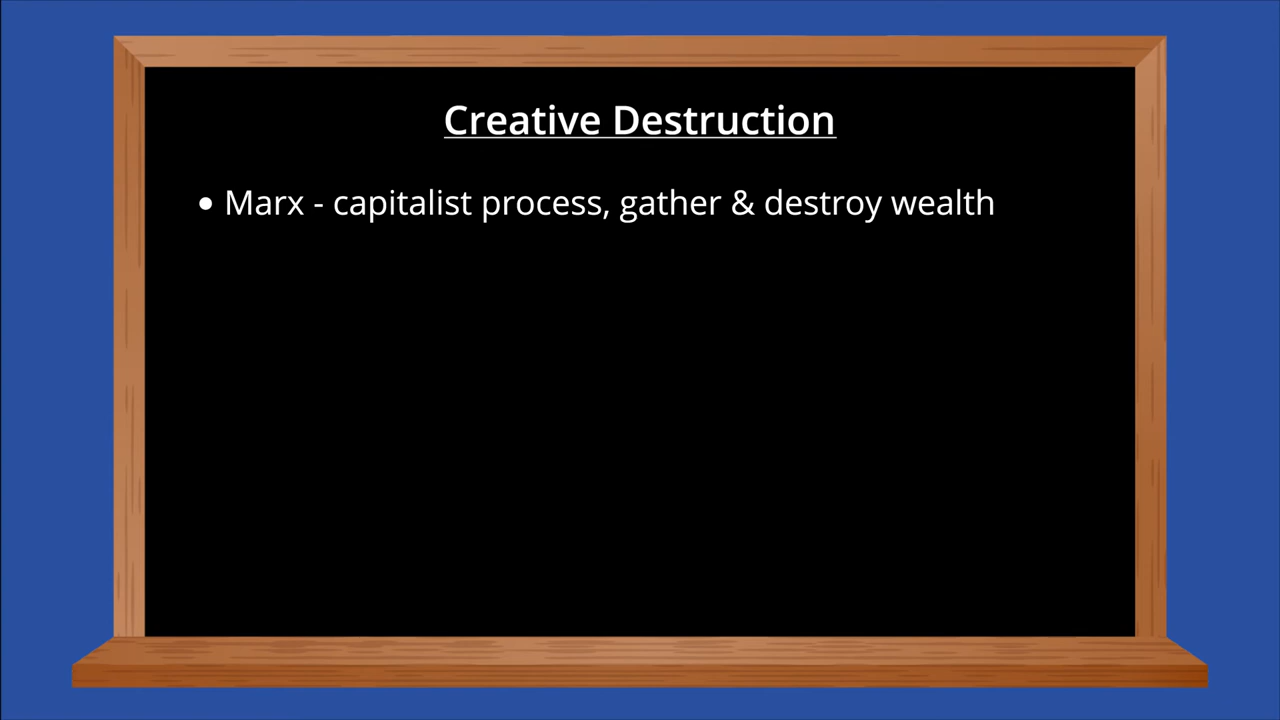 Creative Destruction
• Marx - capitalist process, gather & destroy wealth